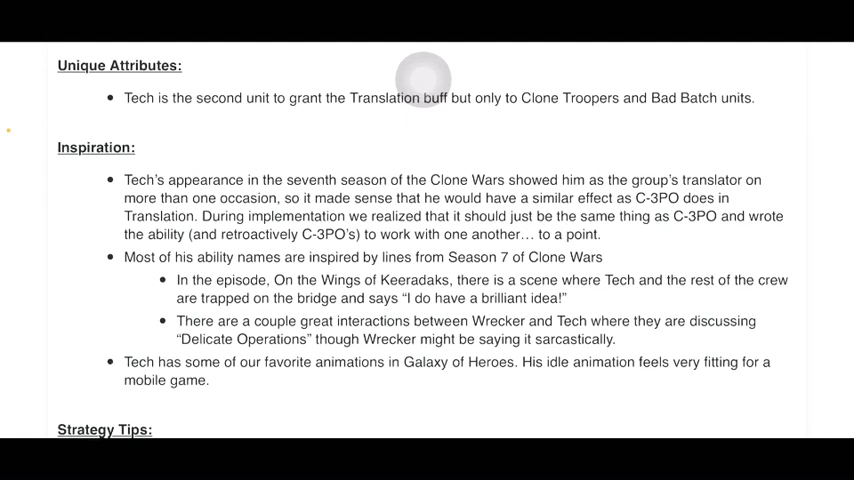 Unique Attributes:
• Tech is the second unit to grant the Translation buff but only to Clone Troopers and Bad Batch units.
Inspiration:
• Tech's appearance in the seventh season of the Clone Wars showed him as the group's translator on
more than one occasion, so it made sense that he would have a similar effect as C-3PO does in
Translation. During implementation we realized that it should just be the same thing as C-3PO and wrote
the ability (and retroactively C-3PO's) to work with one another… to a point.
• Most of his ability names are inspired by lines from Season 7 of Clone Wars
• In the episode, On the Wings of Keeradaks, there is a scene where Tech and the rest of the crew
are trapped on the bridge and says “I do have a brilliant idea!”
• There are a couple great interactions between Wrecker and Tech where they are discussing
“Delicate Operations” though Wrecker might be saying it sarcastically.
• Tech has some of our favorite animations in Galaxy of Heroes. His idle animation feels very fitting for a
mobile game.
Strategy Tips: